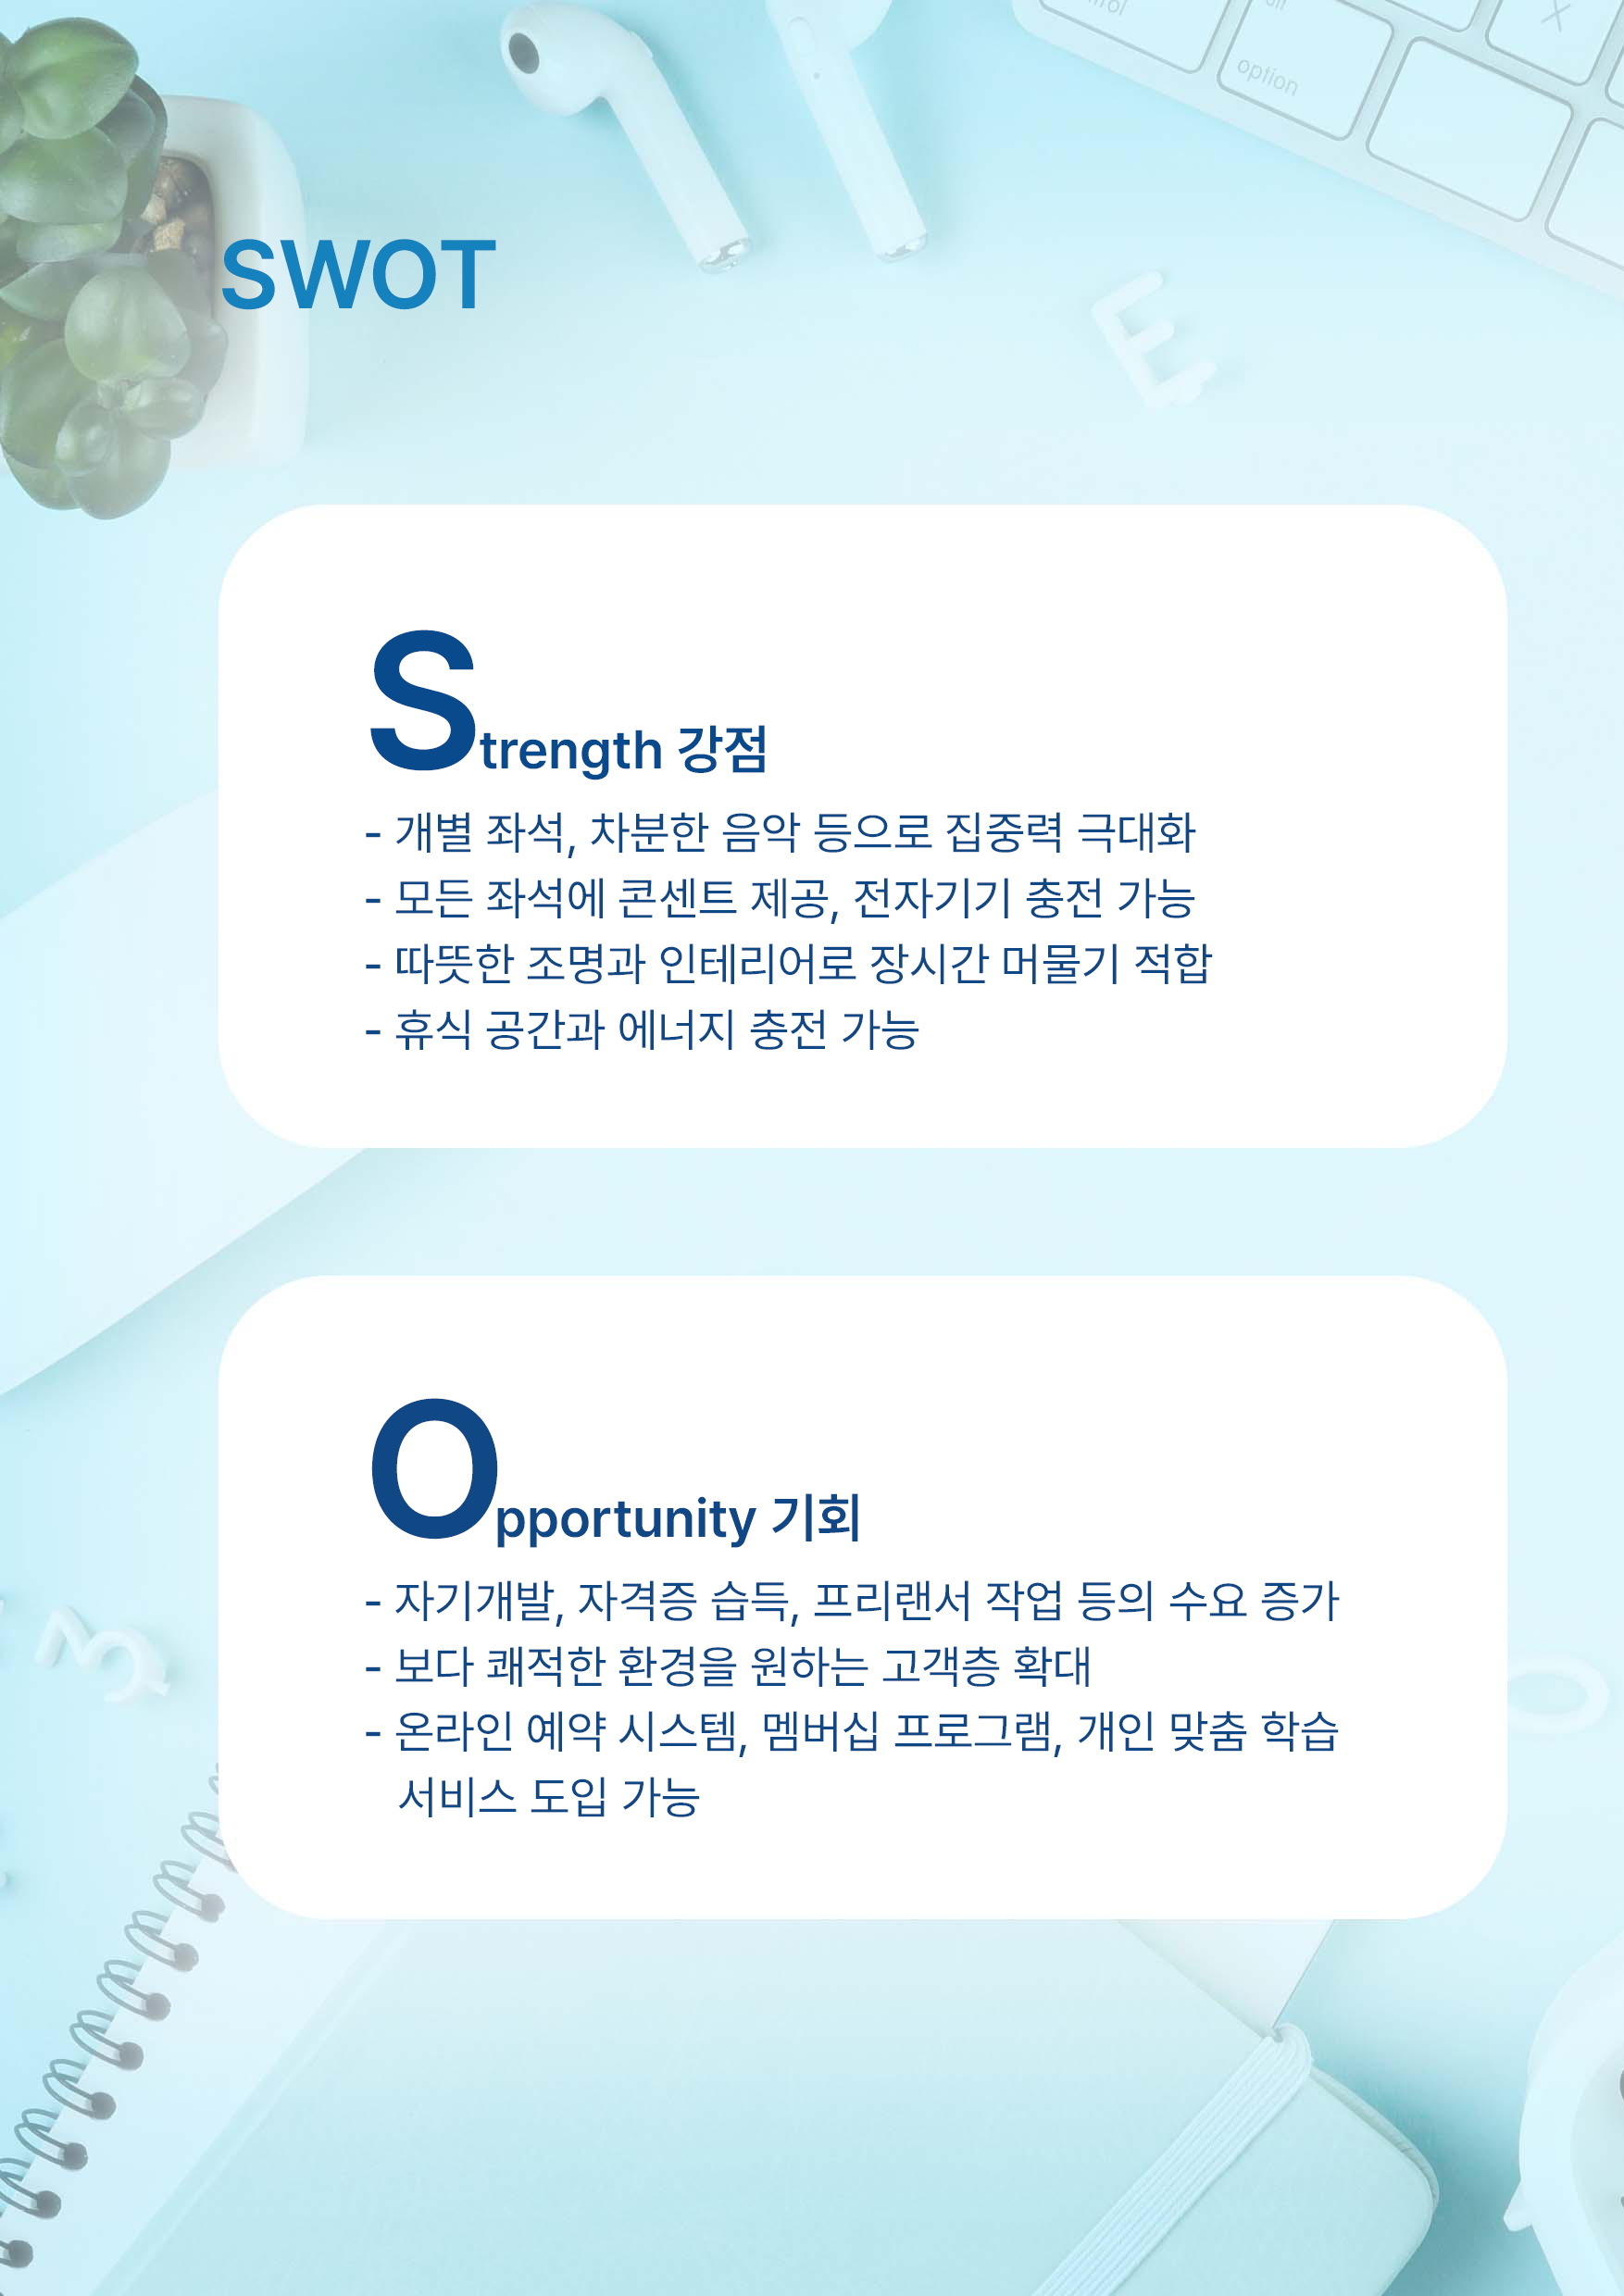 option
SWOT
E
Strength 강점
- 개별 좌석, 차분한 음악 등으로 집중력 극대화
- 모든 좌석에 콘센트 제공, 전자기기 충전 가능
- 따뜻한 조명과 인테리어로 장시간 머물기 적합
- 휴식 공간과 에너지 충전 가능
Opportunity 기회
- 자기개발, 자격증 습득, 프리랜서 작업 등의 수요 증가
- 보다 쾌적한 환경을 원하는 고객층 확대
- 온라인 예약 시스템, 멤버십 프로그램, 개인 맞춤 학습
서비스 도입 가능